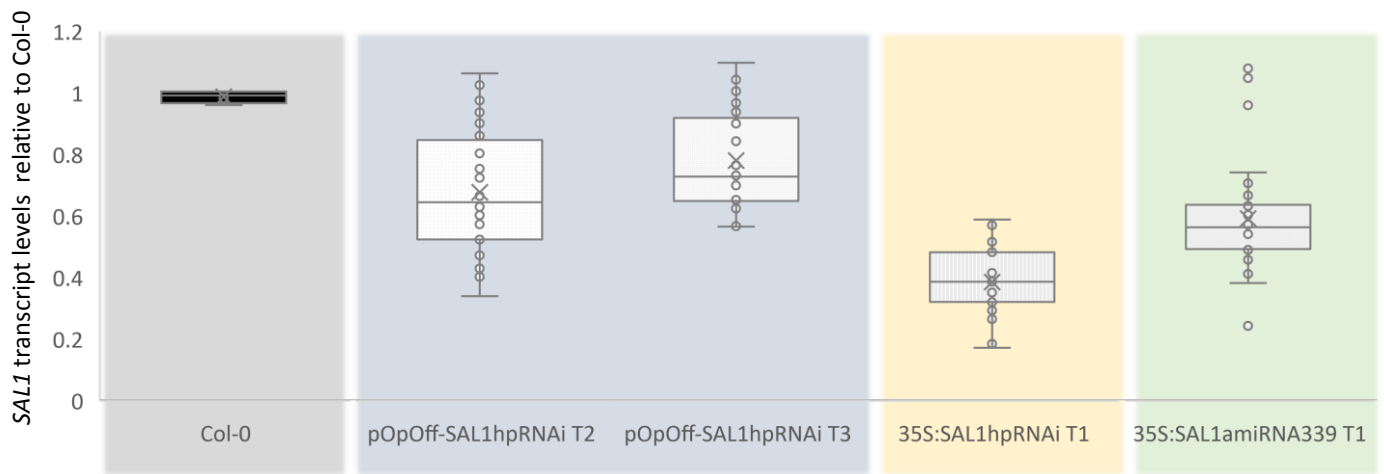 SAL1 transcript levels relative to Col-0
1.2
1
0.8
0.6
0.4
0.2
0
Col-0
pOpOff-SAL1hpRNAi T2
pOpOff-SAL1hpRNAi T3
35S:SAL1hpRNAi T1
35S:SAL1amiRNA339 T1